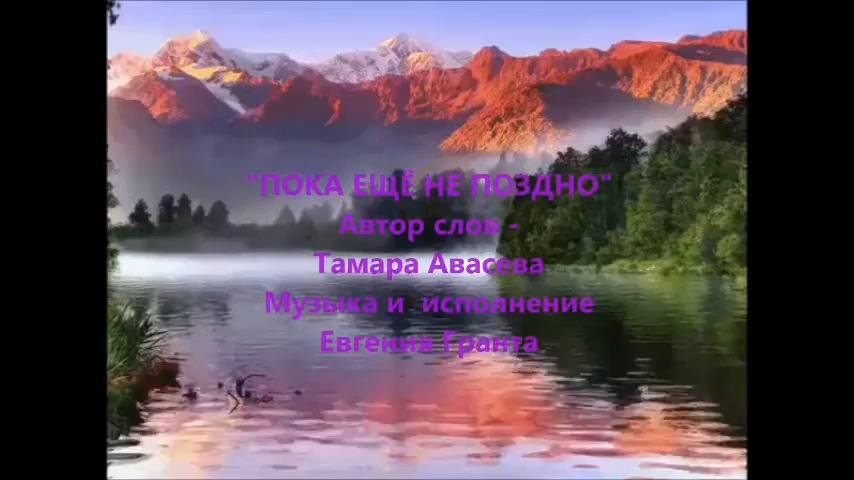 "ПОКА ЕЩЁ НЕ ПОЗДНО"
Автор слов -
Тамара Авасева
Музыка и исполнение
Евгения Гранта